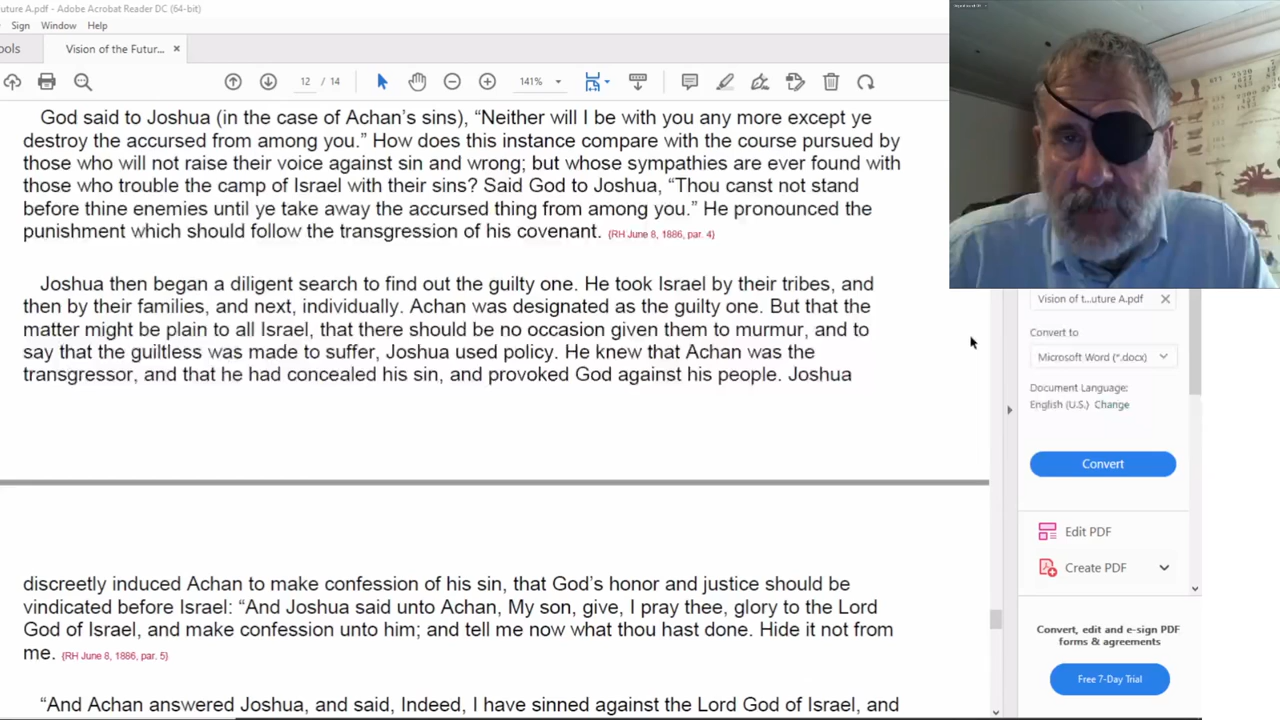 uture A.pdf - Adobe Acrobat Reader DC (64-bit)
Sign Window Help
ools
Vision of the Futur... ×
12 / 14
141%
God said to Joshua (in the case of Achan’s sins), “Neither will I be with you any more except ye
destroy the accursed from among you.” How does this instance compare with the course pursued by
those who will not raise their voice against sin and wrong; but whose sympathies are ever found with
those who trouble the camp of Israel with their sins? Said God to Joshua, “Thou canst not stand
before thine enemies until ye take away the accursed thing from among you.” He pronounced the
punishment which should follow the transgression of his covenant. {RH June 8, 1886, par. 4}
Joshua then began a diligent search to find out the guilty one. He took Israel by their tribes, and
then by their families, and next, individually. Achan was designated as the guilty one. But that the
matter might be plain to all Israel, that there should be no occasion given them to murmur, and to
say that the guiltless was made to suffer, Joshua used policy. He knew that Achan was the
transgressor, and that he had concealed his sin, and provoked God against his people. Joshua
discreetly induced Achan to make confession of his sin, that God’s honor and justice should be
vindicated before Israel: “And Joshua said unto Achan, My son, give, I pray thee, glory to the Lord
God of Israel, and make confession unto him; and tell me now what thou hast done. Hide it not from
me. {RH June 8, 1886, par. 5}
“And Achan answered Joshua, and said, Indeed, I have sinned against the Lord God of Israel, and
Vision of t...uture A.pdf
Convert to
Microsoft Word (*.docx)
Document Language:
English (U.S.) Change
Convert
Edit PDF
Create PDF
Convert, edit and e-sign PDF
forms & agreements
Free 7-Day Trial